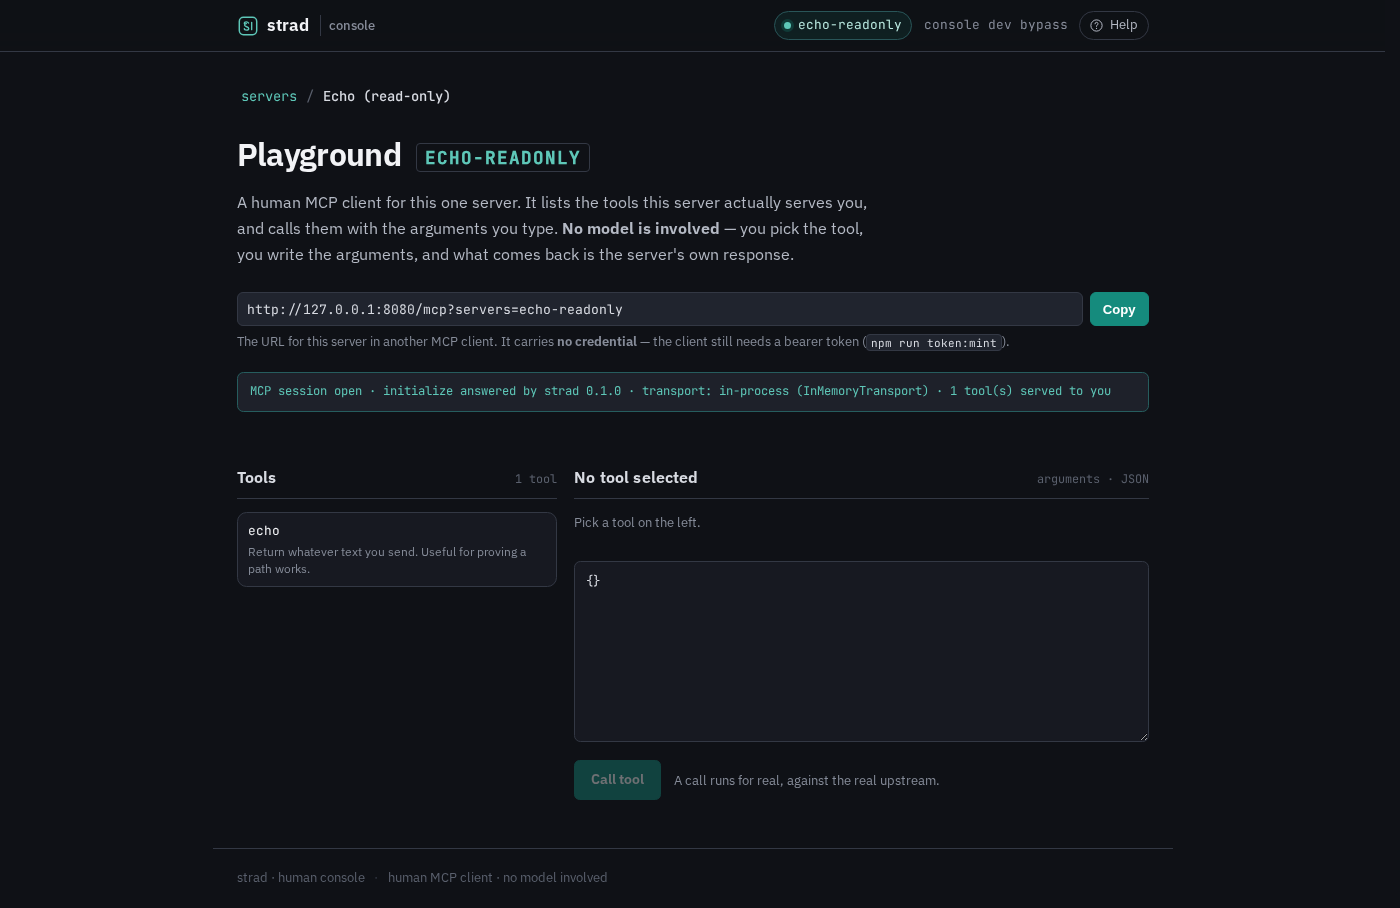 strad console
echo-readonly console dev bypass Help
servers / Echo (read-only)
Playground ECHO-READONLY
A human MCP client for this one server. It lists the tools this server actually serves you,
and calls them with the arguments you type. No model is involved — you pick the tool,
you write the arguments, and what comes back is the server's own response.
http://127.0.0.1:8080/mcp?servers=echo-readonly Copy
The URL for this server in another MCP client. It carries no credential — the client still needs a bearer token (npm run token:mint).
MCP session open · initialize answered by strad 0.1.0 · transport: in-process (InMemoryTransport) · 1 tool(s) served to you
Tools 1 tool
echo
Return whatever text you send. Useful for proving a
path works.
No tool selected arguments · JSON
Pick a tool on the left.
{}
Call tool A call runs for real, against the real upstream.
strad · human console · human MCP client · no model involved